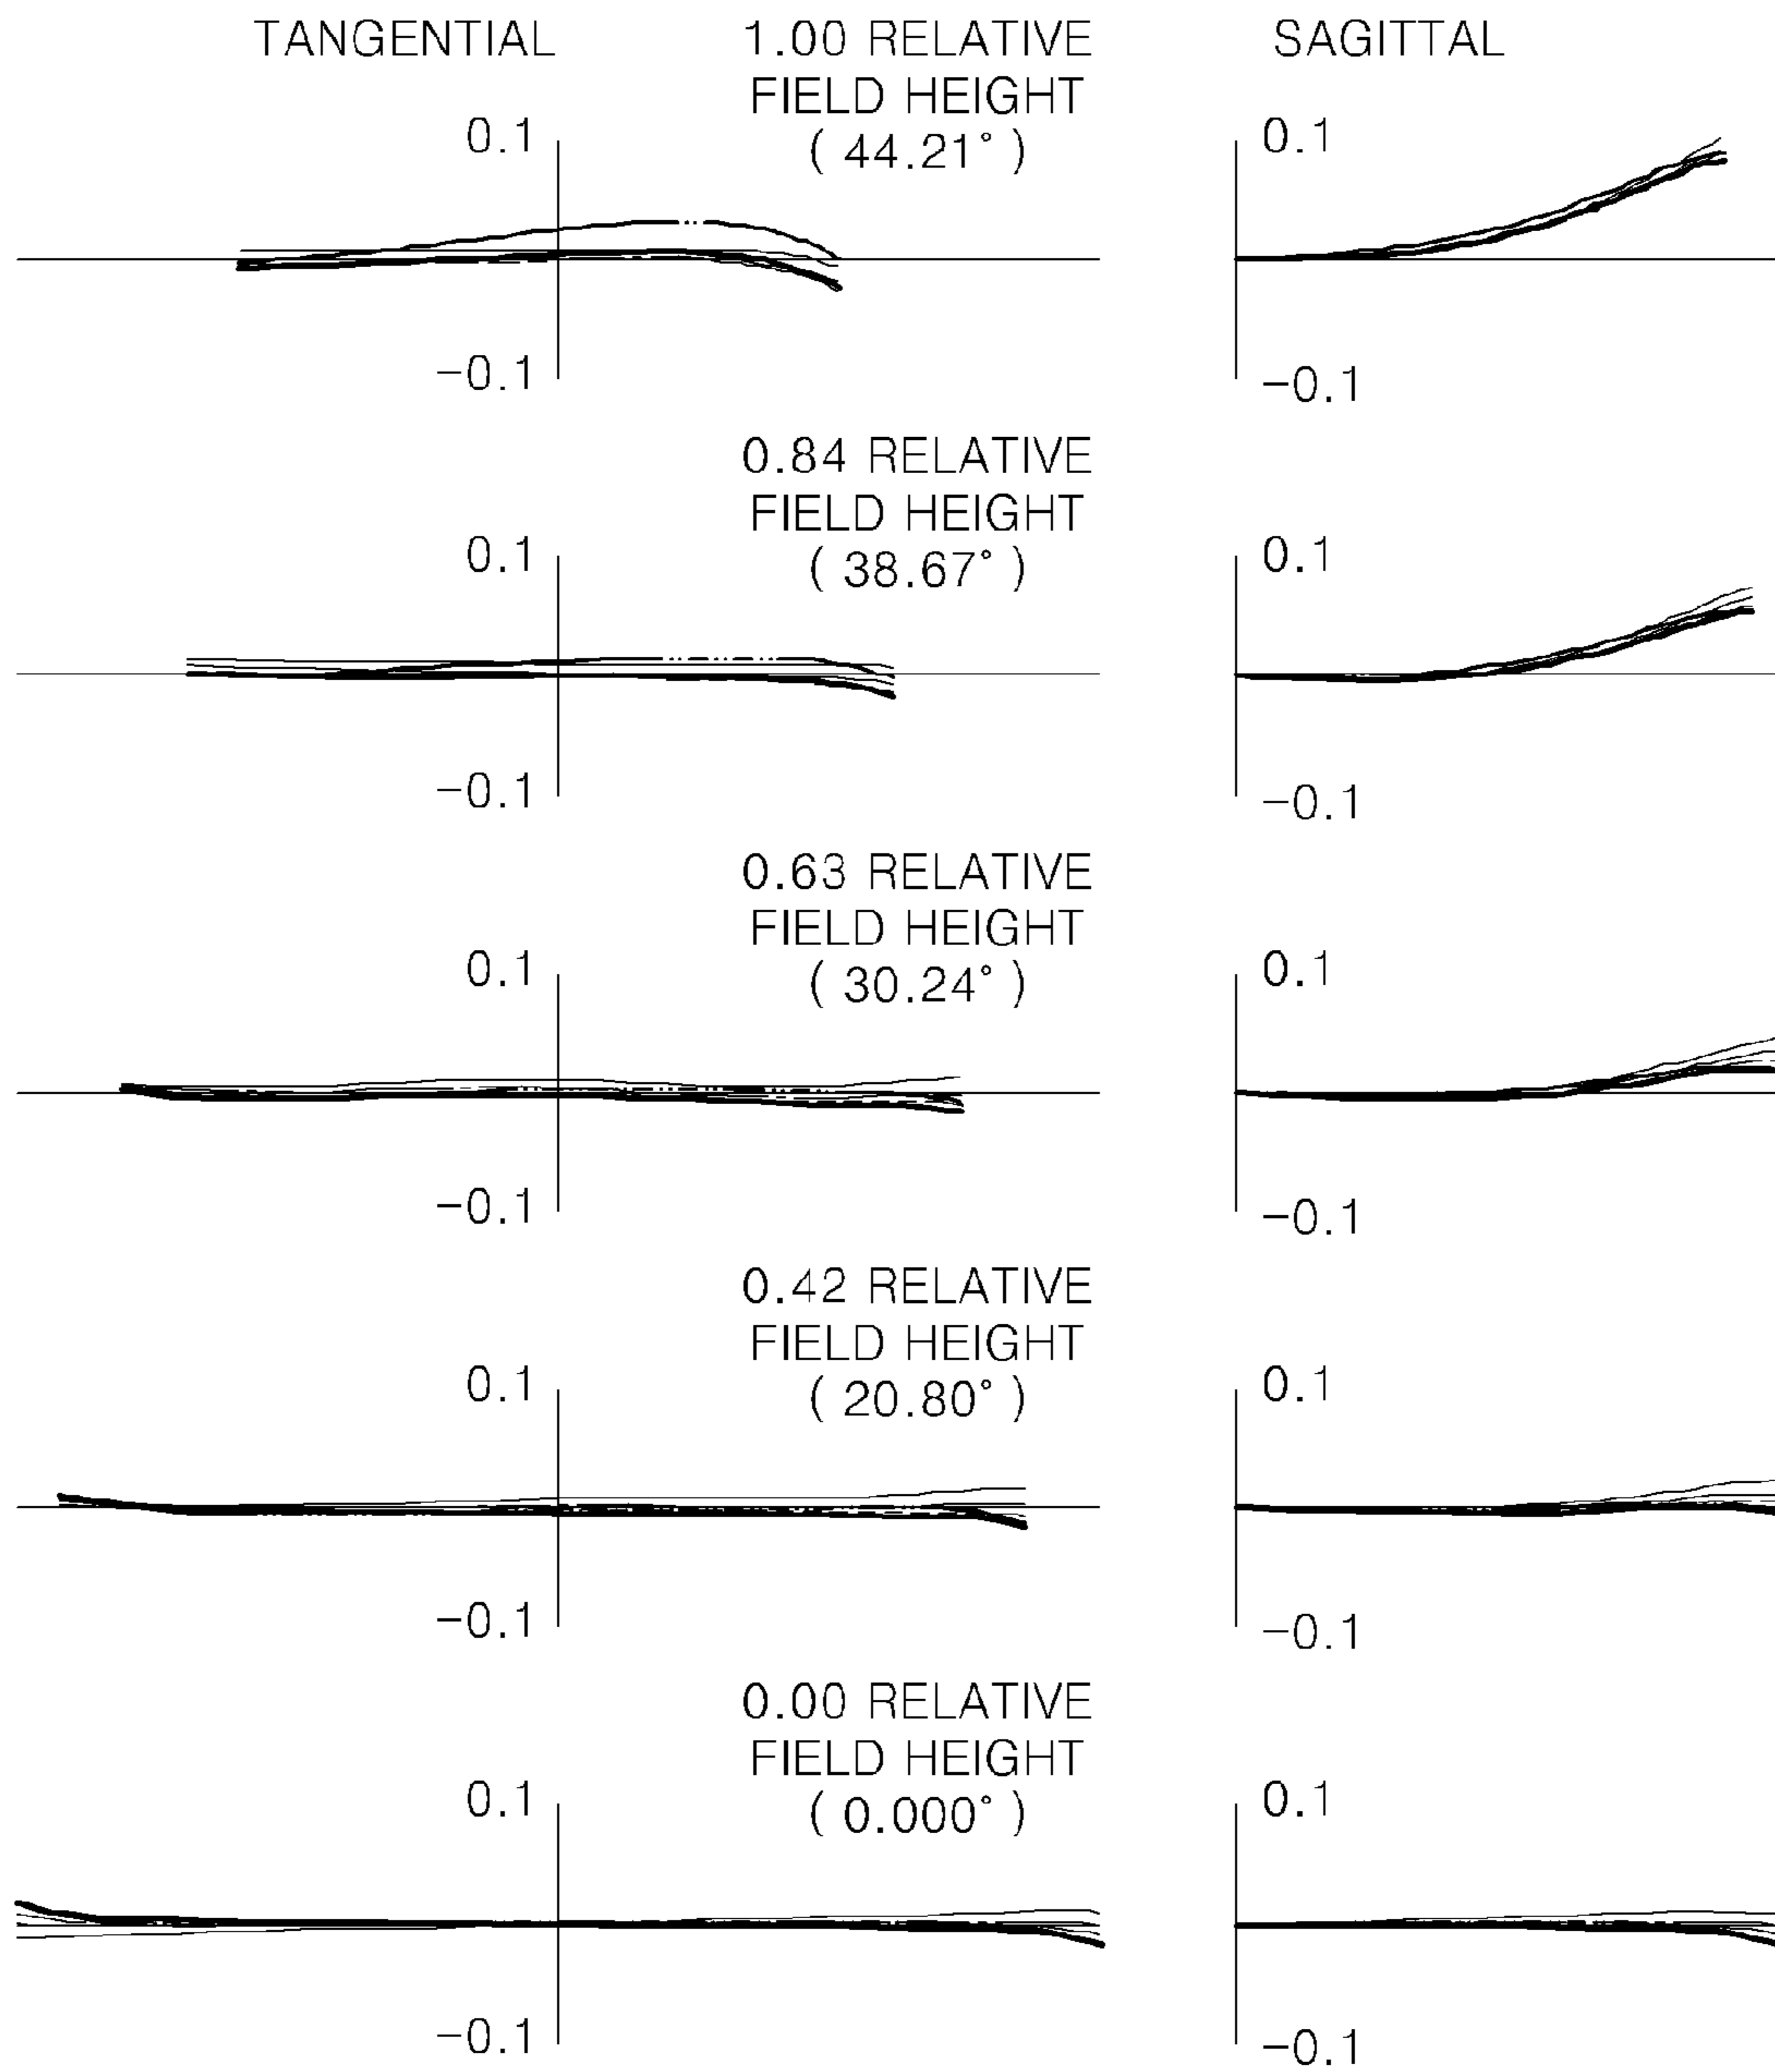 TANGENTIAL
1.00 RELATIVE
FIELD HEIGHT
( 44.21° )
SAGITTAL
0.1
-0.1
0.1
-0.1
0.84 RELATIVE
FIELD HEIGHT
( 38.67° )
0.1
-0.1
0.1
-0.1
0.63 RELATIVE
FIELD HEIGHT
( 30.24° )
0.1
-0.1
0.1
-0.1
0.42 RELATIVE
FIELD HEIGHT
( 20.80° )
0.1
-0.1
0.1
-0.1
0.00 RELATIVE
FIELD HEIGHT
( 0.000° )
0.1
-0.1
0.1
-0.1